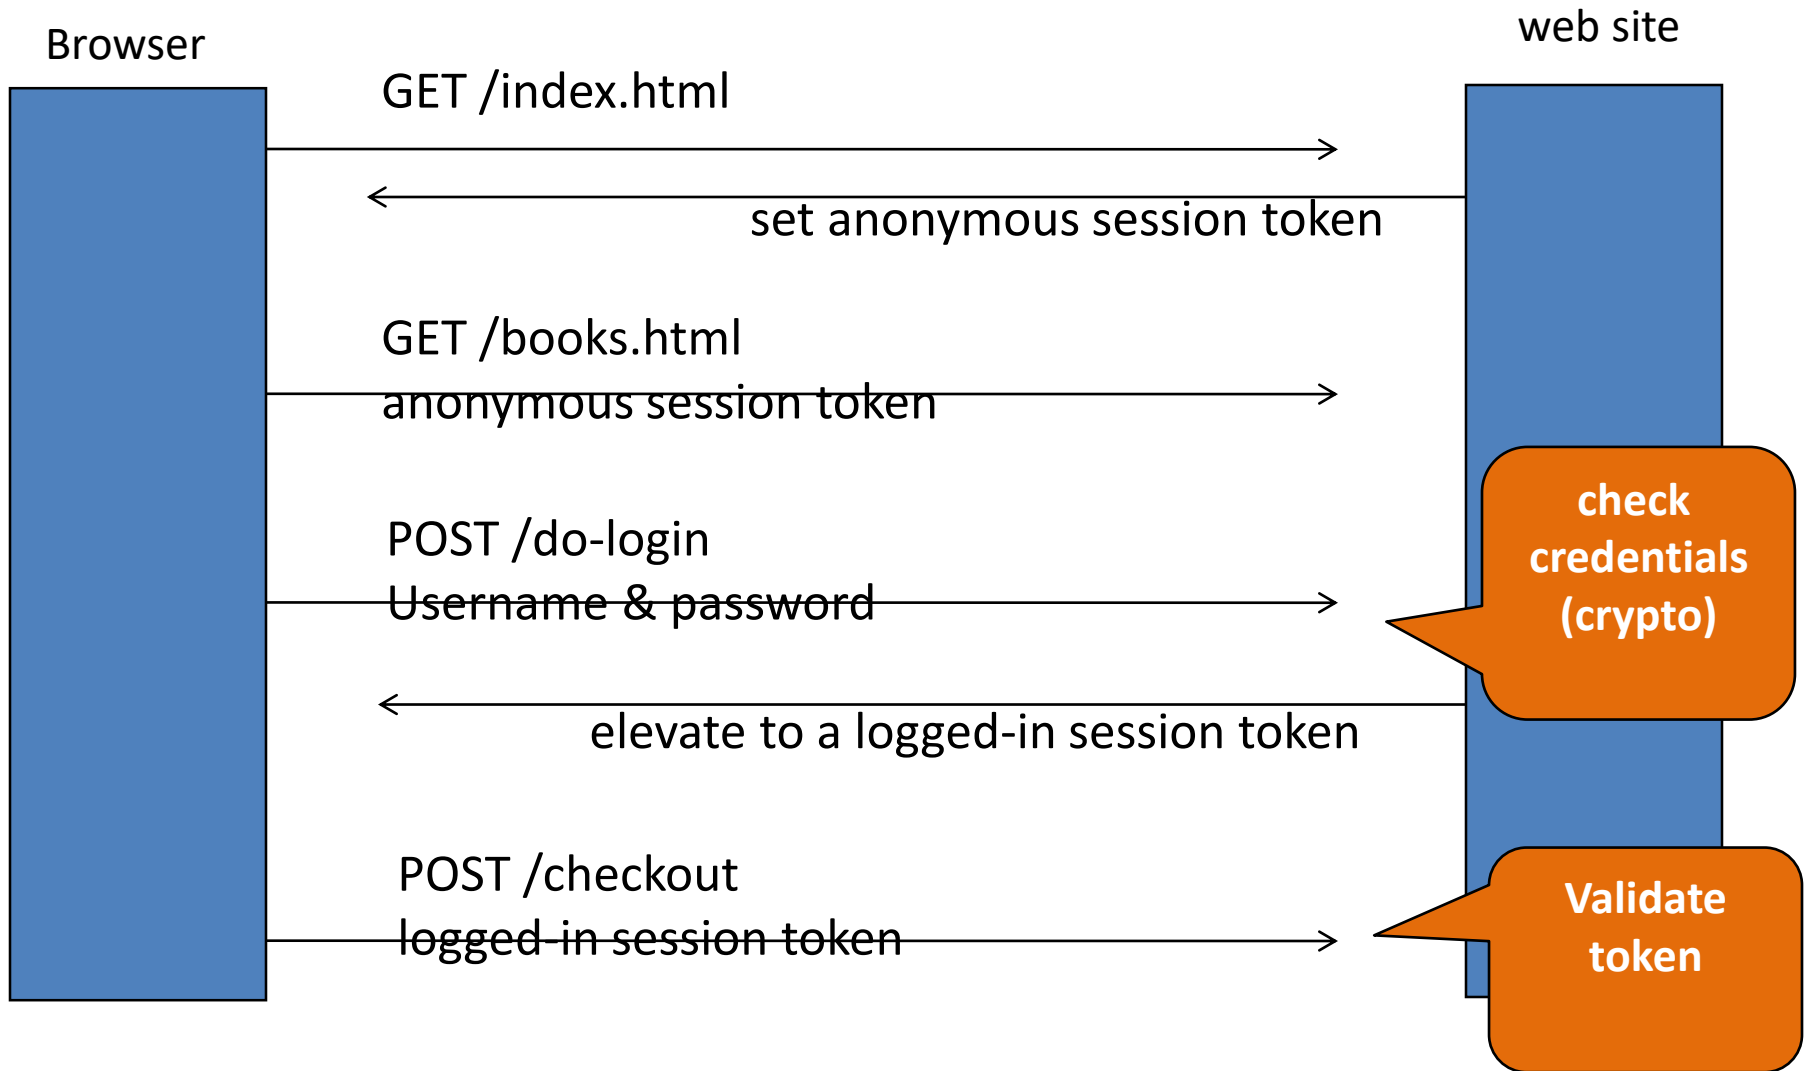 Browser
web site
GET /index.html
set anonymous session token
GET /books.html
anonymous session token
POST /do-login
Username & password
check
credentials
(crypto)
elevate to a logged-in session token
POST /checkout
logged-in session token
Validate
token